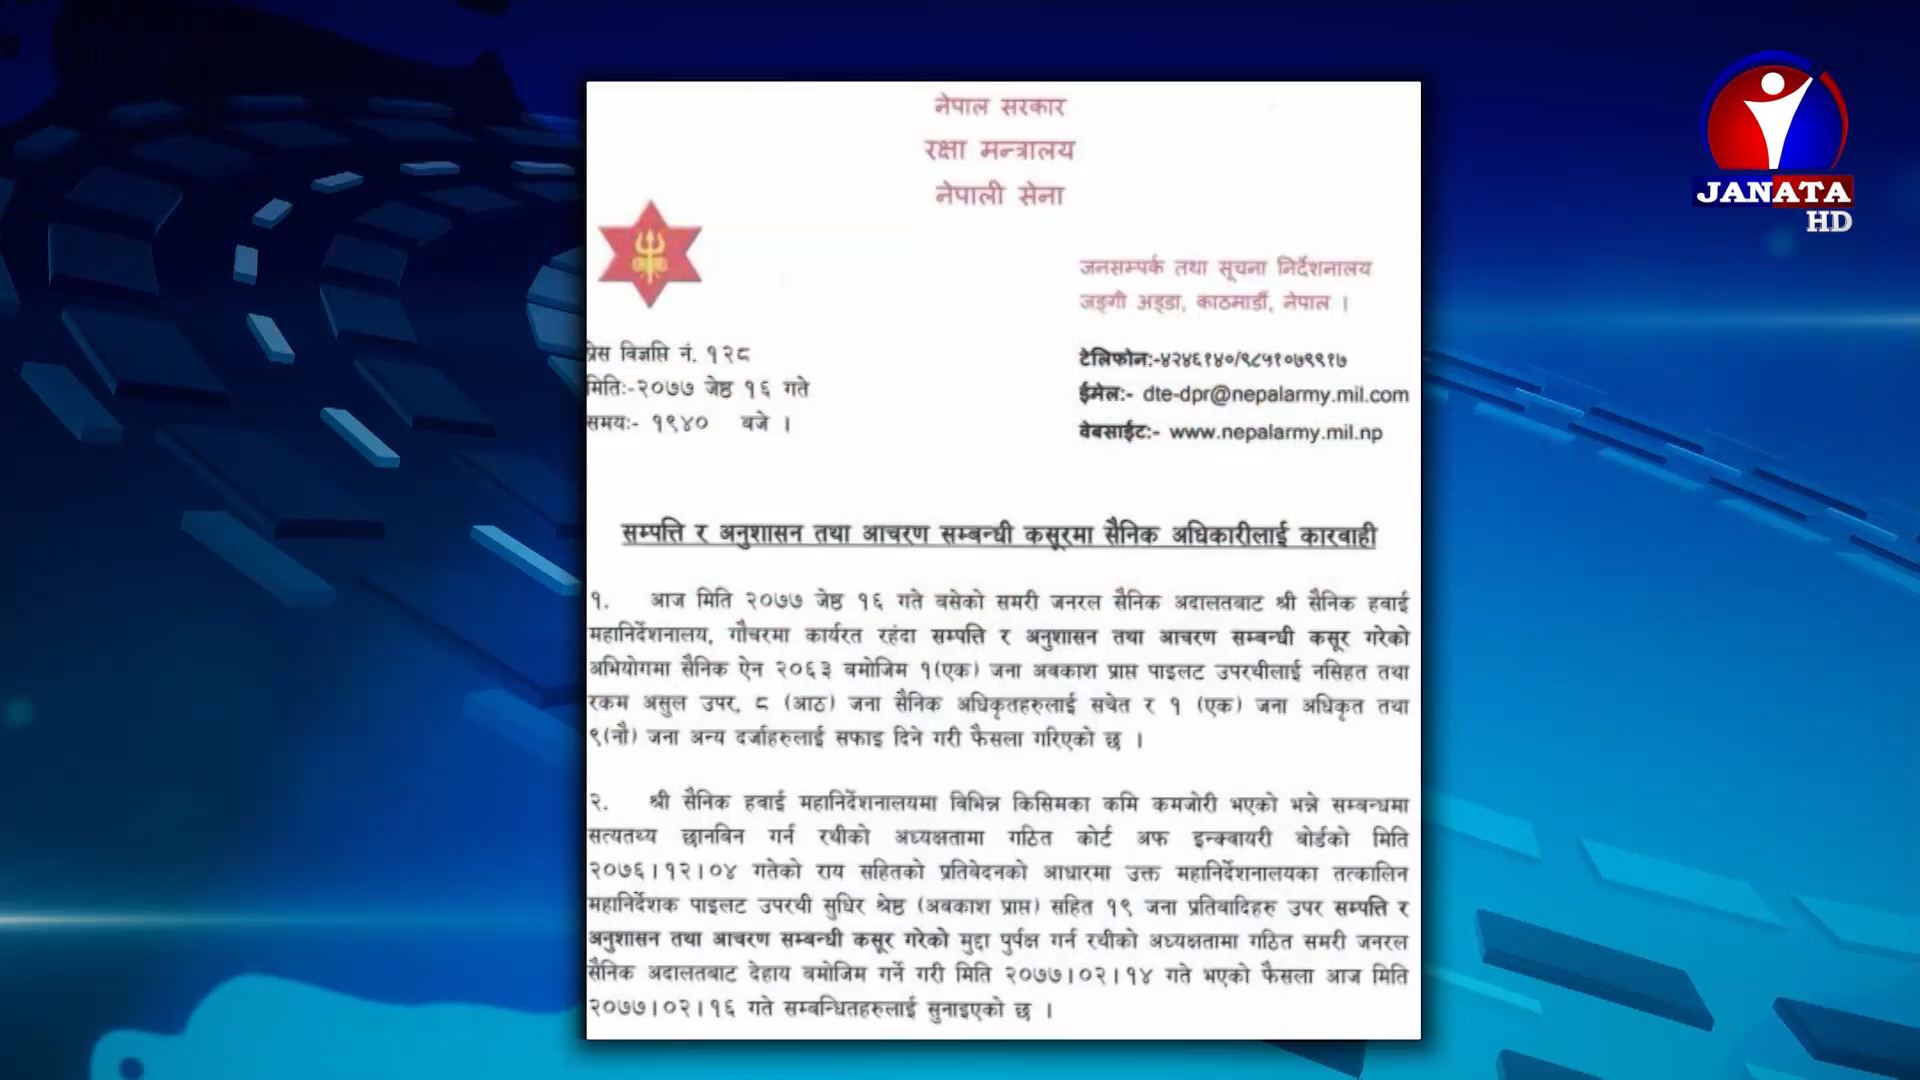 नेपाल सरकार
रक्षा मन्त्रालय
नेपाली सेना
JANATA
HD
जनसम्पर्क तथा सूचना निर्देशनालय
जङ्गी अड्डा, काठमाडौं, नेपाल ।
प्रेस विज्ञप्ति नं. १२८
मितिः-२०७७ जेष्ठ १६ गते
समयः- १९४० बजे ।
टेलिफोनः-४२४६१४०/९८५१०७९९१७
ईमेलः- dte-dpr@nepalarmy.mil.com
वेबसाईटः- www.nepalarmy.mil.np
सम्पत्ति र अनुशासन तथा आचरण सम्बन्धी कसूरमा सैनिक अधिकारीलाई कारबाही
१. आज मिति २०७७ जेष्ठ १६ गते बसेको समरी जनरल सैनिक अदालतबाट श्री सैनिक हवाई
महानिर्देशनालय, गौचरमा कार्यरत रहंदा सम्पत्ति र अनुशासन तथा आचरण सम्बन्धी कसूर गरेको
अभियोगमा सैनिक ऐन २०६३ बमोजिम १(एक) जना अवकाश प्राप्त पाइलट उपरथीलाई नसिहत तथा
रकम असुल उपर, ८ (आठ) जना सैनिक अधिकृतहरुलाई सचेत र १ (एक) जना अधिकृत तथा
९(नौ) जना अन्य दर्जाहरुलाई सफाइ दिने गरी फैसला गरिएको छ ।
२. श्री सैनिक हवाई महानिर्देशनालयमा विभिन्न किसिमका कमि कमजोरी भएको भन्ने सम्बन्धमा
सत्यतथ्य छानबिन गर्न रथीको अध्यक्षतामा गठित कोर्ट अफ इन्क्वायरी बोर्डको मिति
२०७६।१२।०४ गतेको राय सहितको प्रतिबेदनको आधारमा उक्त महानिर्देशनालयका तत्कालिन
महानिर्देशक पाइलट उपरथी सुधिर श्रेष्ठ (अवकाश प्राप्त) सहित १९ जना प्रतिवादिहरु उपर सम्पत्ति र
अनुशासन तथा आचरण सम्बन्धी कसूर गरेको मुद्दा पुर्पक्ष गर्न रथीको अध्यक्षतामा गठित समरी जनरल
सैनिक अदालतबाट देहाय बमोजिम गर्ने गरी मिति २०७७।०२।१४ गते भएको फैसला आज मिति
२०७७।०२।१६ गते सम्बन्धितहरुलाई सुनाइएको छ ।